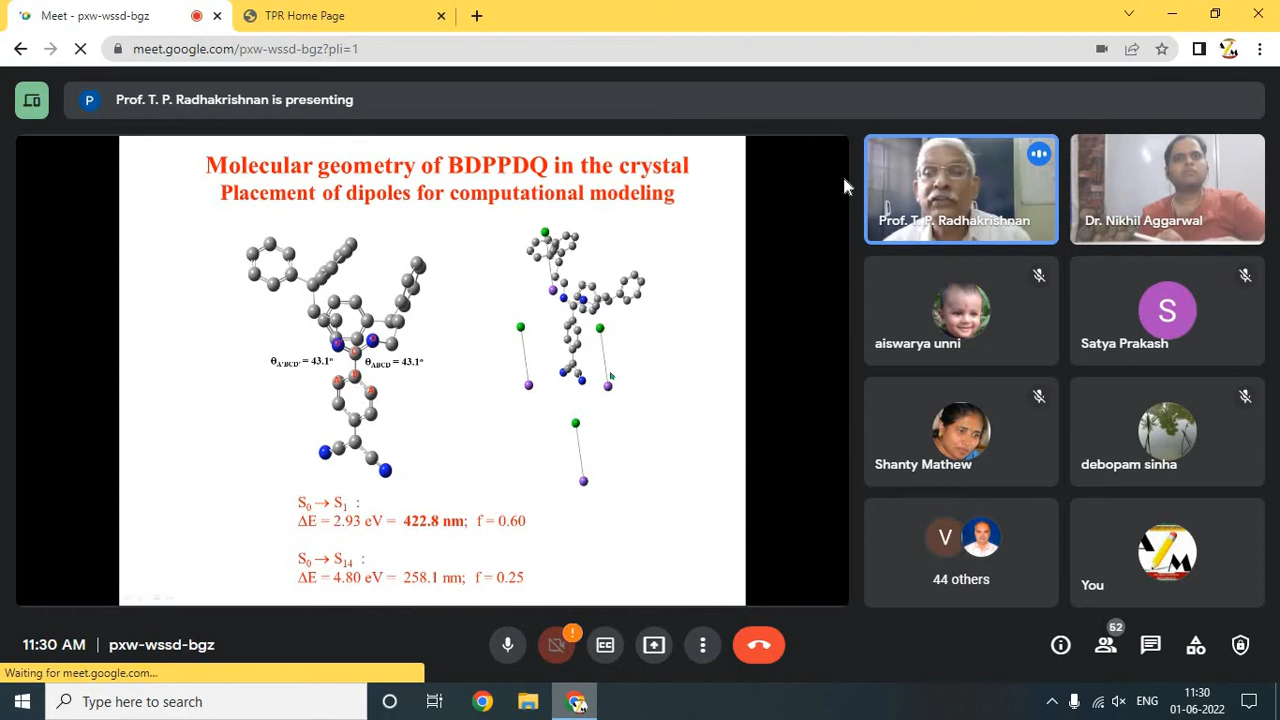 Meet - pxw-wssd-bgz
TPR Home Page
meet.google.com/pxw-wssd-bgz?pli=1
P
Prof. T. P. Radhakrishnan is presenting
Molecular geometry of BDPPDQ in the crystal
Placement of dipoles for computational modeling
θA'BCD' = 43.1°
θABCD = 43.1°
S0 → S1 :
ΔE = 2.93 eV = 422.8 nm; f = 0.60
S0 → S14 :
ΔE = 4.80 eV = 258.1 nm; f = 0.25
Prof. T. P. Radhakrishnan
Dr. Nikhil Aggarwal
aiswarya unni
S
Satya Prakash
Shanty Mathew
debopam sinha
V
44 others
You
11:30 AM | pxw-wssd-bgz
52
Waiting for meet.google.com...
Type here to search
ENG
11:30
01-06-2022